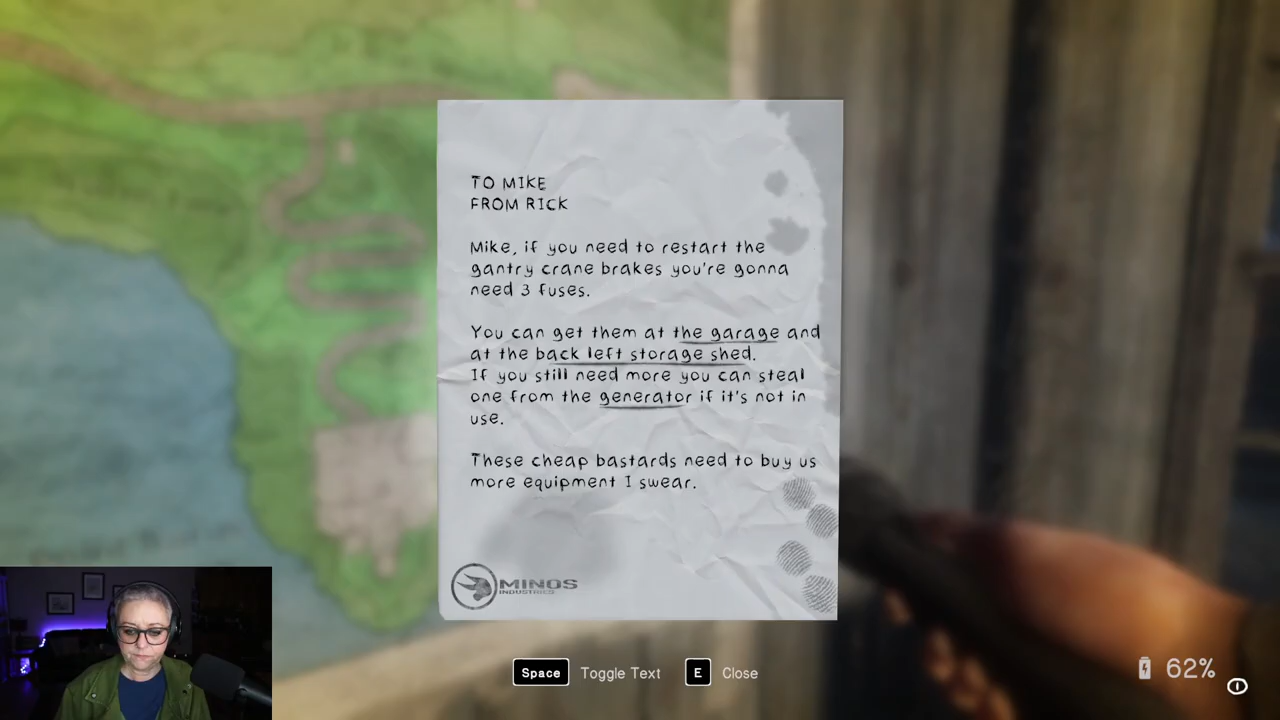 TO MIKE
FROM RICK
Mike, if you need to restart the
gantry crane brakes you're gonna
need 3 fuses.
You can get them at the garage and
at the back left storage shed.
If you still need more you can steal
one from the generator if it's not in
use.
These cheap bastards need to buy us
more equipment I swear.
MINOS
INDUSTRIES
Space Toggle Text E Close
62%